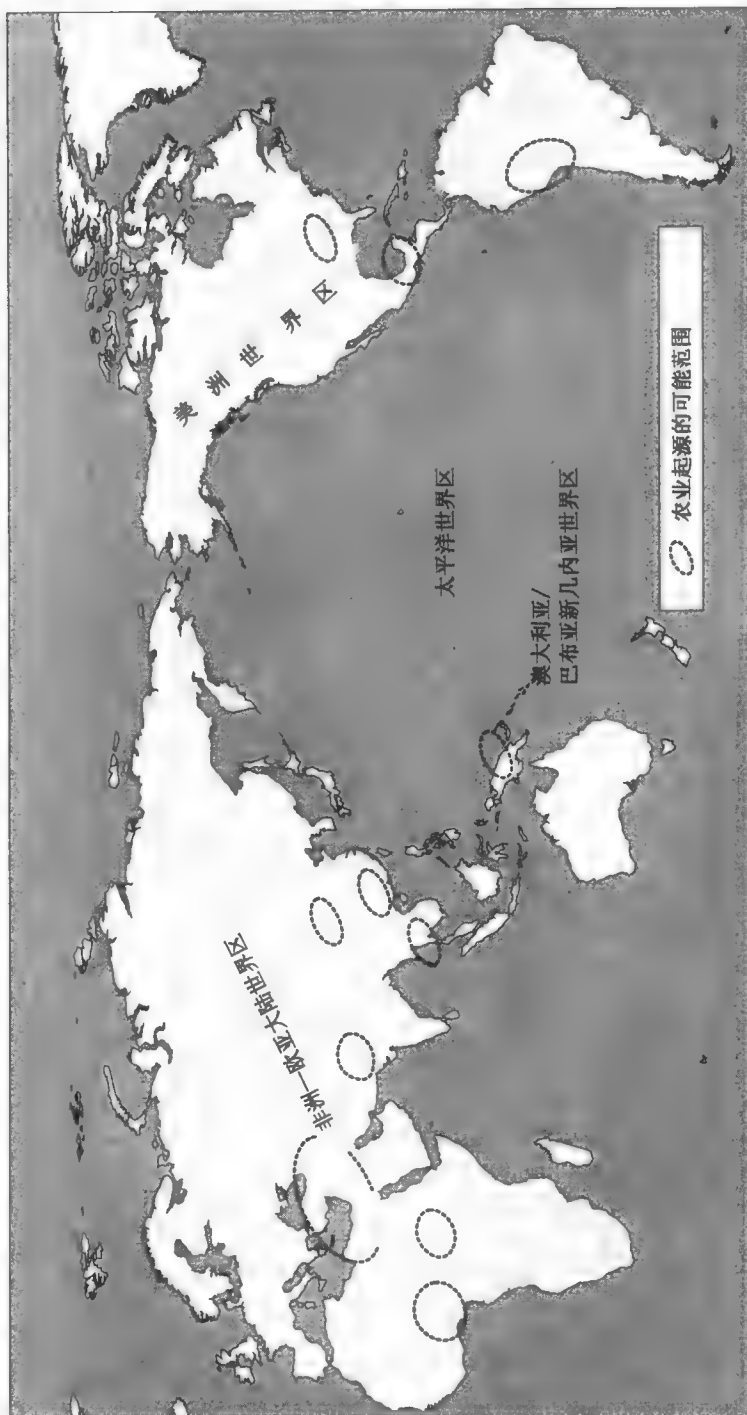 非洲—欧亚大陆世界区
美洲世界区
太平洋世界区
澳大利亚/
巴布亚新几内亚世界区
农业起源的可能范围